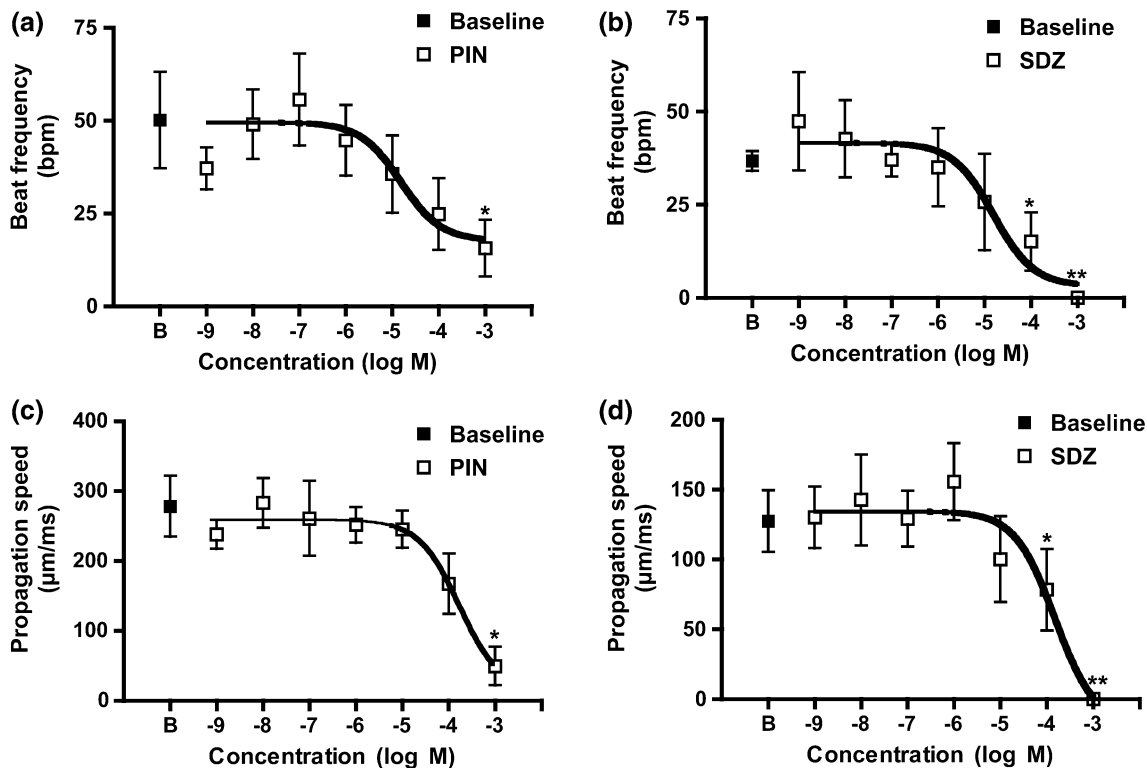 (a)
75
50
25
0
Beat frequency
(bpm)
Baseline
PIN
*
B -9 -8 -7 -6 -5 -4 -3
Concentration (log M)
(b)
75
50
25
0
Beat frequency
(bpm)
Baseline
SDZ
*
**
B -9 -8 -7 -6 -5 -4 -3
Concentration (log M)
(c)
400
300
200
100
0
Propagation speed
(µm/ms)
Baseline
PIN
*
B -9 -8 -7 -6 -5 -4 -3
Concentration (log M)
(d)
200
150
100
50
0
Propagation speed
(µm/ms)
Baseline
SDZ
*
**
B -9 -8 -7 -6 -5 -4 -3
Concentration (log M)